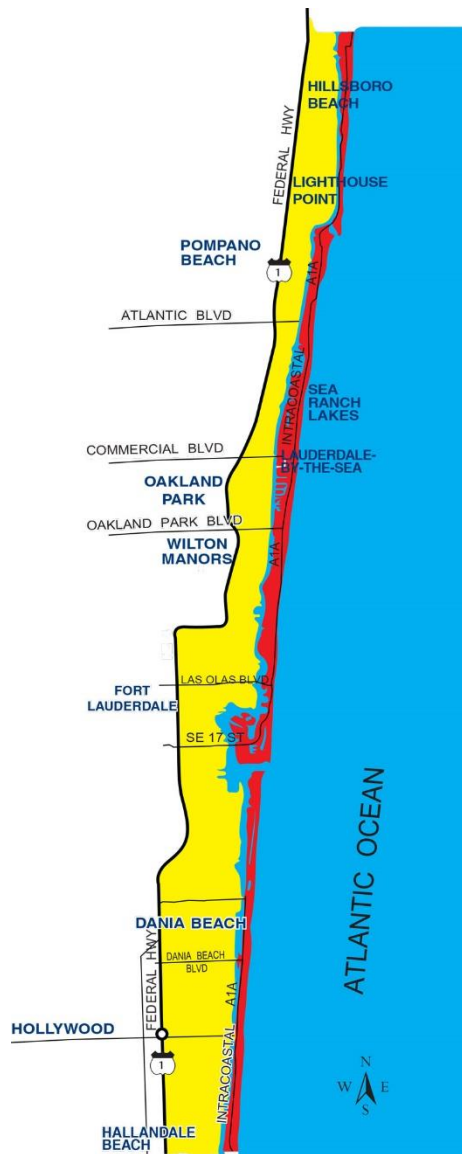 HILLSBORO
BEACH
FEDERAL HWY
LIGHTHOUSE
POINT
POMPANO
BEACH
1
A1A
ATLANTIC BLVD
INTRACOASTAL
SEA
RANCH
LAKES
COMMERCIAL BLVD
LAUDERDALE-
BY-THE-SEA
OAKLAND
PARK
OAKLAND PARK BLVD
WILTON
MANORS
A1A
LAS OLAS BLVD
FORT
LAUDERDALE
SE 17 ST
ATLANTIC OCEAN
DANIA BEACH
FEDERAL HWY
DANIA BEACH
BLVD
A1A
HOLLYWOOD
INTRACOASTAL
1
N
W E
S
HALLANDALE
BEACH